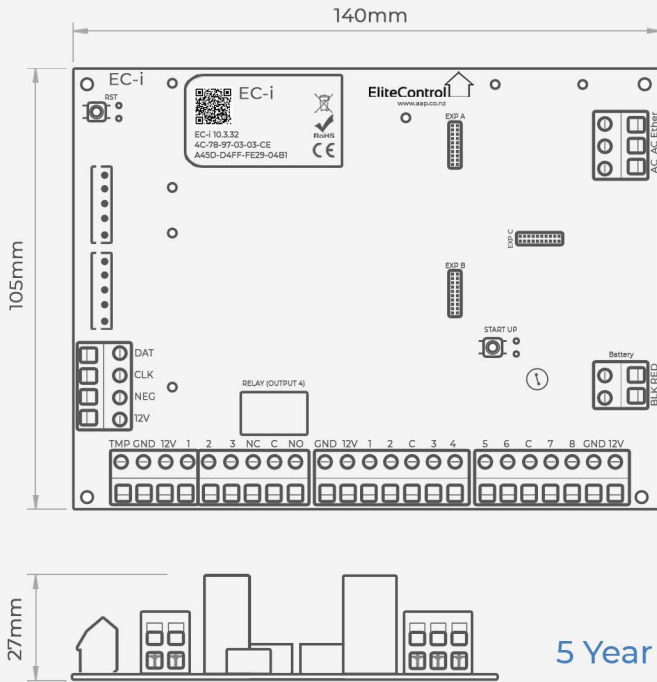 140mm
105mm
EC-i
RST
EC-i
EC-i 10.3.32
4C-78-97-03-03-CE
A45D-D4FF-FE29-04B1
RoHS
CE
EliteControl
www.aap.co.nz
EXP A
AC AC Ether
EXP C
EXP B
START UP
DAT
CLK
NEG
12V
RELAY (OUTPUT 4)
Battery
BLK RED
TMP GND 12V 1 2 3 NC C NO GND 12V 1 2 C 3 4 5 6 C 7 8 GND 12V
27mm
5 Year